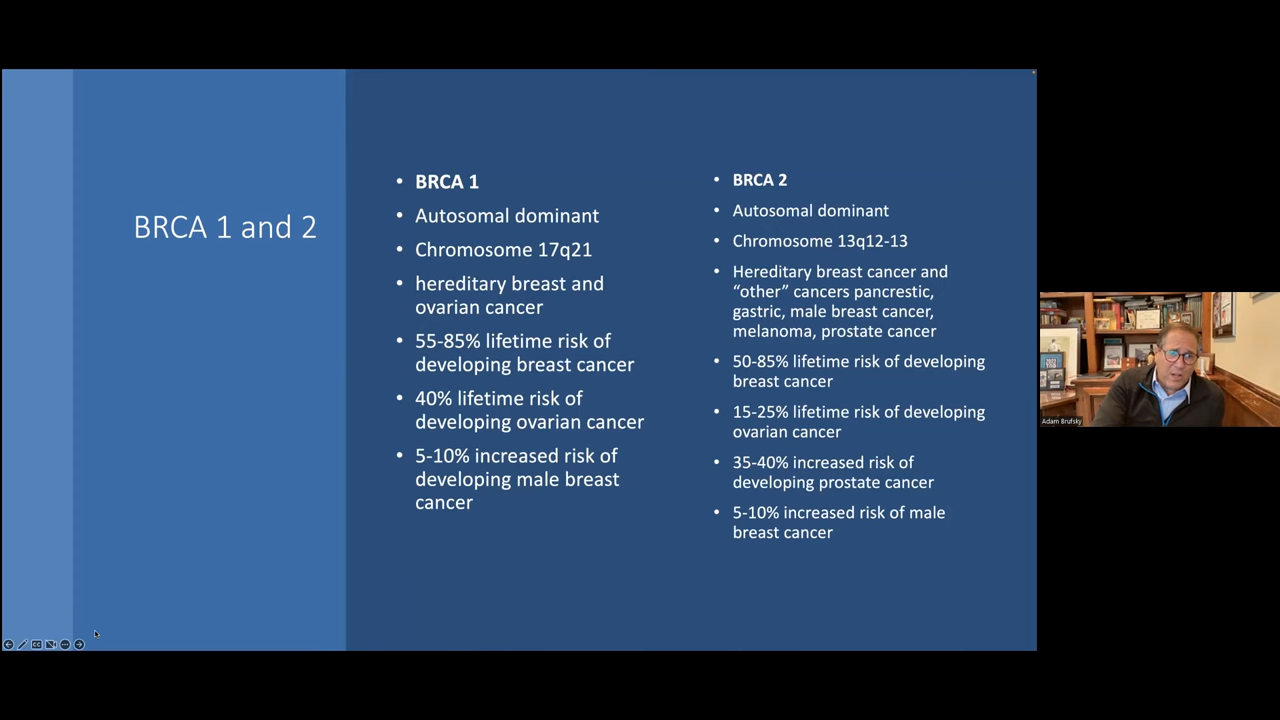 BRCA 1 and 2
• BRCA 1
• Autosomal dominant
• Chromosome 17q21
• hereditary breast and
ovarian cancer
• 55-85% lifetime risk of
developing breast cancer
• 40% lifetime risk of
developing ovarian cancer
• 5-10% increased risk of
developing male breast
cancer
• BRCA 2
• Autosomal dominant
• Chromosome 13q12-13
• Hereditary breast cancer and
“other” cancers pancrestic,
gastric, male breast cancer,
melanoma, prostate cancer
• 50-85% lifetime risk of developing
breast cancer
• 15-25% lifetime risk of developing
ovarian cancer
• 35-40% increased risk of
developing prostate cancer
• 5-10% increased risk of male
breast cancer
Adam Brufsky